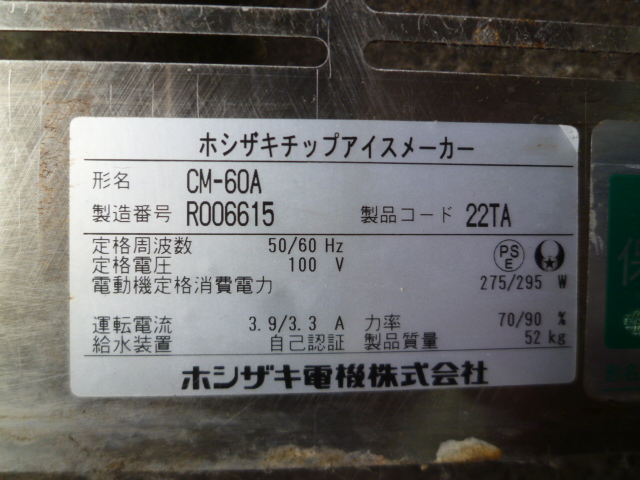 ホシザキチップアイスメーカー
形名 CM-60A
製造番号 R006615 製品コード 22TA
定格周波数 50/60 Hz
定格電圧 100 V
PS E
電動機定格消費電力 275/295 W
運転電流 3.9/3.3 A 力率 70/90 %
給水装置 自己認証 製品質量 52 kg
ホシザキ電機株式会社